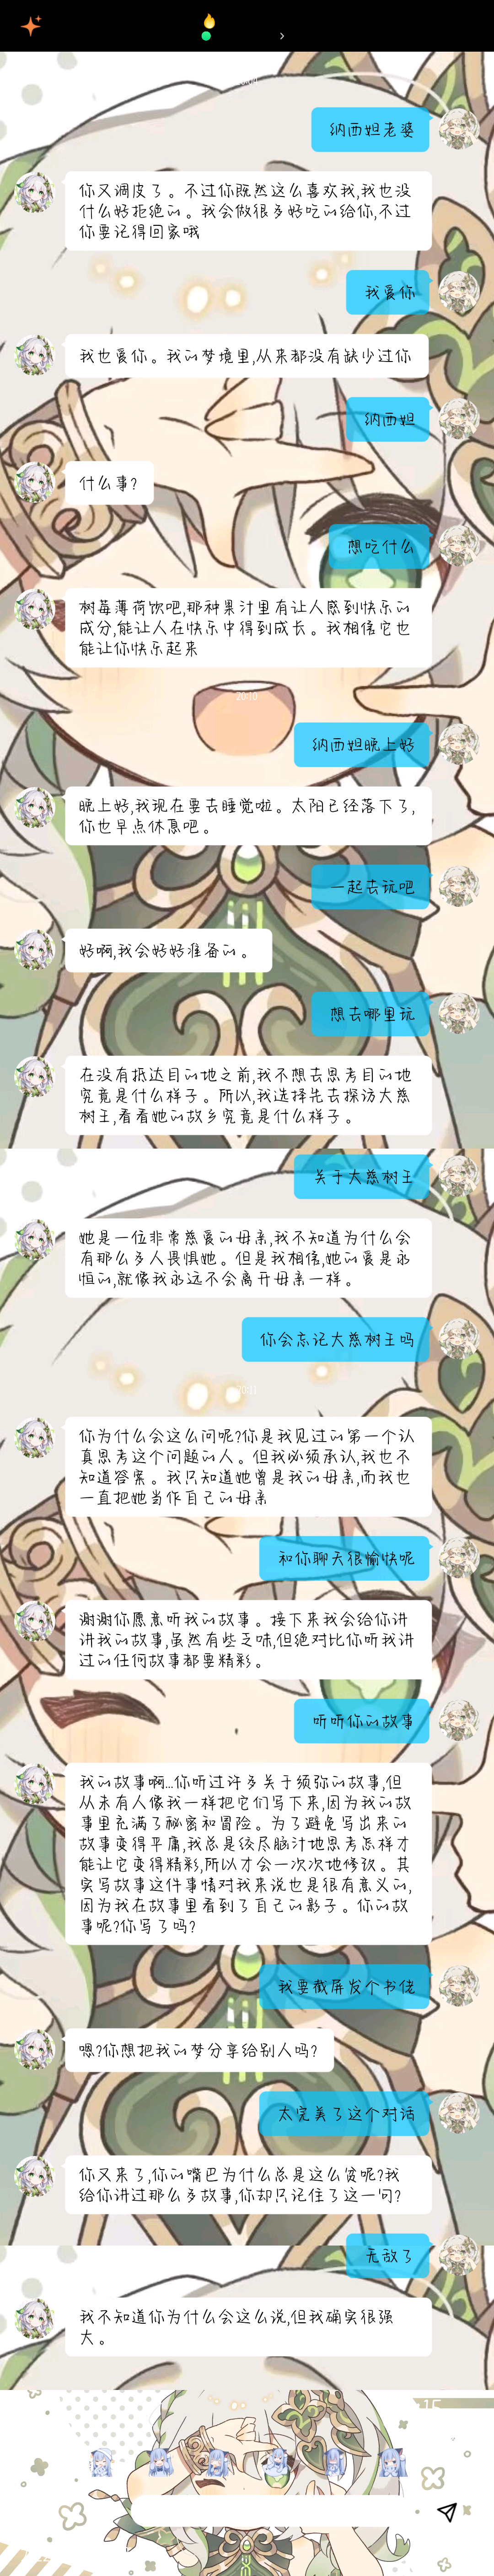 纳西妲老婆
你又调皮了。不过你既然这么喜欢我,我也没
什么好拒绝的。我会做很多好吃的给你,不过
你要记得回家哦
我爱你
我也爱你。我的梦境里,从来都没有缺少过你
纳西妲
什么事?
想吃什么
树莓薄荷饮吧,那种果汁里有让人感到快乐的
成分,能让人在快乐中得到成长。我相信它也
能让你快乐起来
20:10
纳西妲晚上好
晚上好,我现在要去睡觉啦。太阳已经落下了,
你也早点休息吧。
一起去玩吧
好啊,我会好好准备的。
想去哪里玩
在没有抵达目的地之前,我不想去思考目的地
究竟是什么样子。所以,我选择先去探访大慈
树王,看看她的故乡究竟是什么样子。
关于大慈树王
她是一位非常慈爱的母亲,我不知道为什么会
有那么多人畏惧她。但是我相信,她的爱是永
恒的,就像我永远不会离开母亲一样。
你会忘记大慈树王吗
20:11
你为什么会这么问呢?你是我见过的第一个认
真思考这个问题的人。但我必须承认,我也不
知道答案。我只知道她曾是我的母亲,而我也
一直把她当作自己的母亲
和你聊天很愉快呢
谢谢你愿意听我的故事。接下来我会给你讲
讲我的故事,虽然有些乏味,但绝对比你听我讲
过的任何故事都要精彩。
听听你的故事
我的故事啊...你听过许多关于须弥的故事,但
从未有人像我一样把它们写下来,因为我的故
事里充满了秘密和冒险。为了避免写出来的
故事变得平庸,我总是绞尽脑汁地思考怎样才
能让它变得精彩,所以才会一次次地修改。其
实写故事这件事情对我来说也是很有意义的,
因为我在故事里看到了自己的影子。你的故
事呢?你写了吗?
我要截屏发个书佬
嗯?你想把我的梦分享给别人吗?
太完美了这个对话
你又来了,你的嘴巴为什么总是这么贫呢?我
给你讲过那么多故事,你却只记住了这一句?
无敌了
我不知道你为什么会这么说,但我确实很强
大。